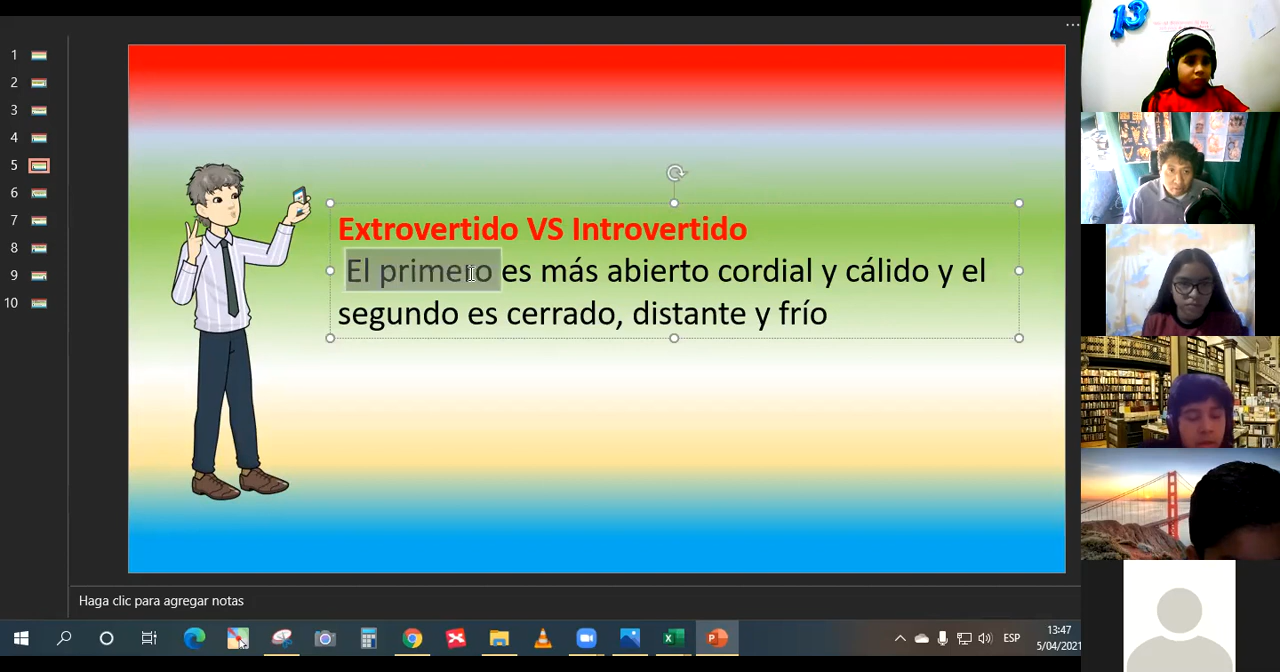 1
2
3
4
5
6
7
8
9
10
Extrovertido VS Introvertido
El primero es más abierto cordial y cálido y el
segundo es cerrado, distante y frío
Haga clic para agregar notas
ESP
13:47
5/04/2021
13